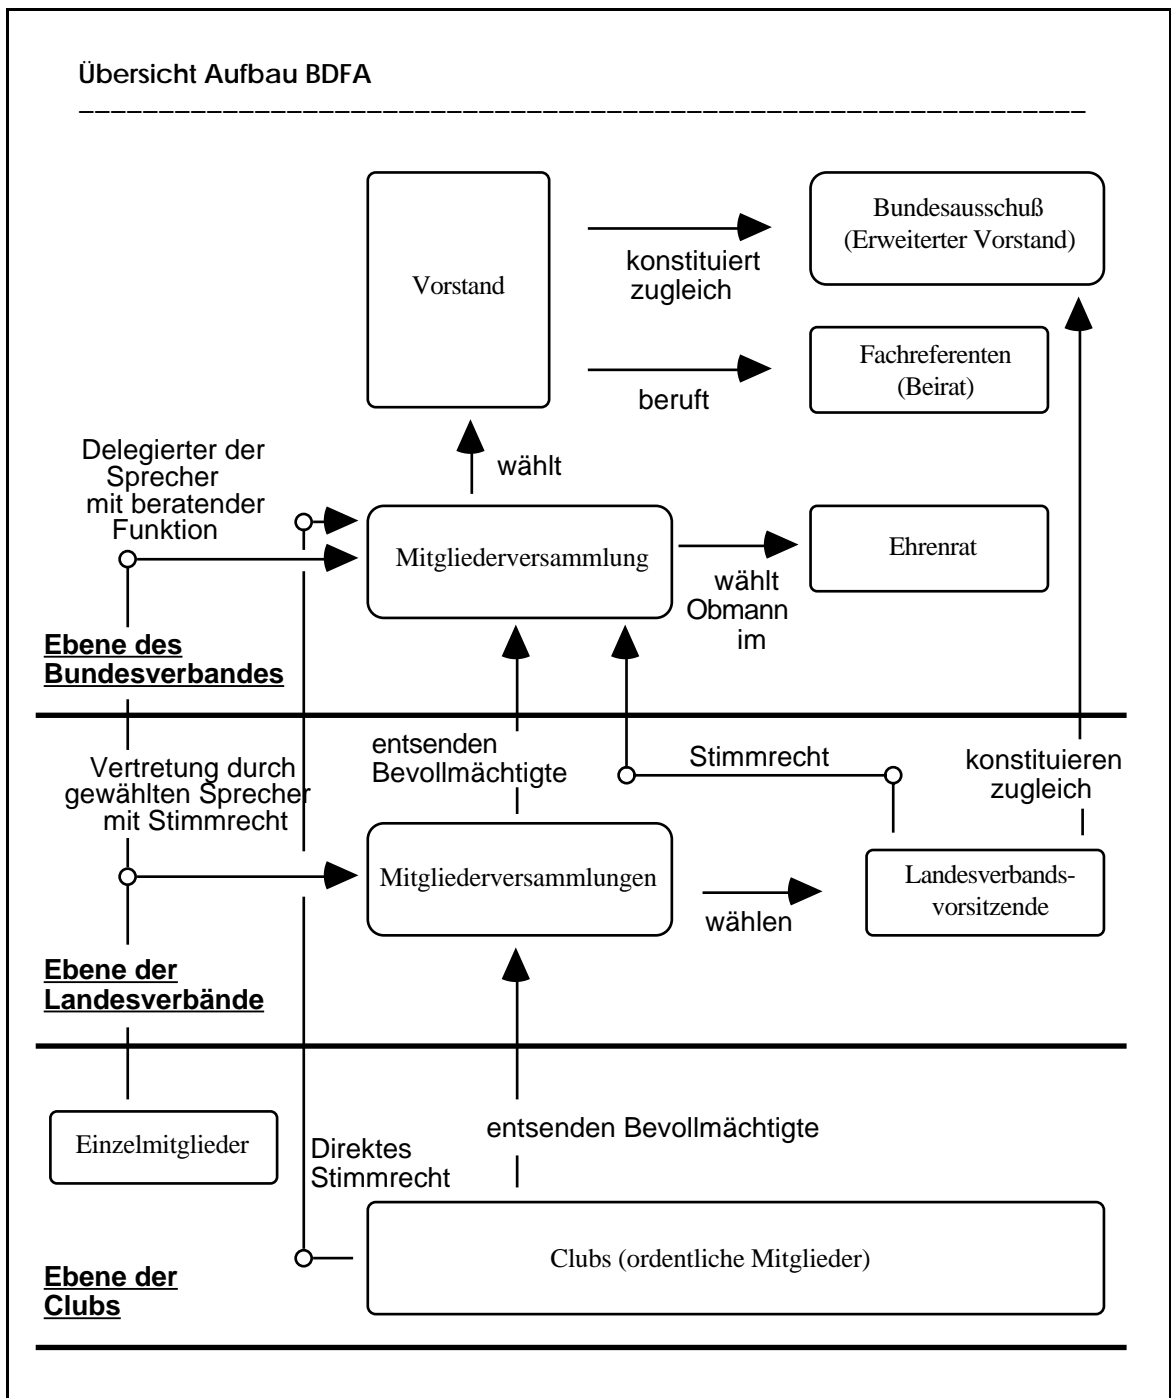 Übersicht Aufbau BDFA
Vorstand
konstituiert
zugleich
Bundesausschuß
(Erweiterter Vorstand)
beruft
Fachreferenten
(Beirat)
wählt
Delegierter der
Sprecher
mit beratender
Funktion
Mitgliederversammlung
wählt
Obmann
im
Ehrenrat
Ebene des
Bundesverbandes
Vertretung durch
gewählten Sprecher
mit Stimmrecht
entsenden
Bevollmächtigte
Stimmrecht
konstituieren
zugleich
Mitgliederversammlungen
wählen
Landesverbands-
vorsitzende
Ebene der
Landesverbände
Einzelmitglieder
Direktes
Stimmrecht
entsenden Bevollmächtigte
Clubs (ordentliche Mitglieder)
Ebene der
Clubs